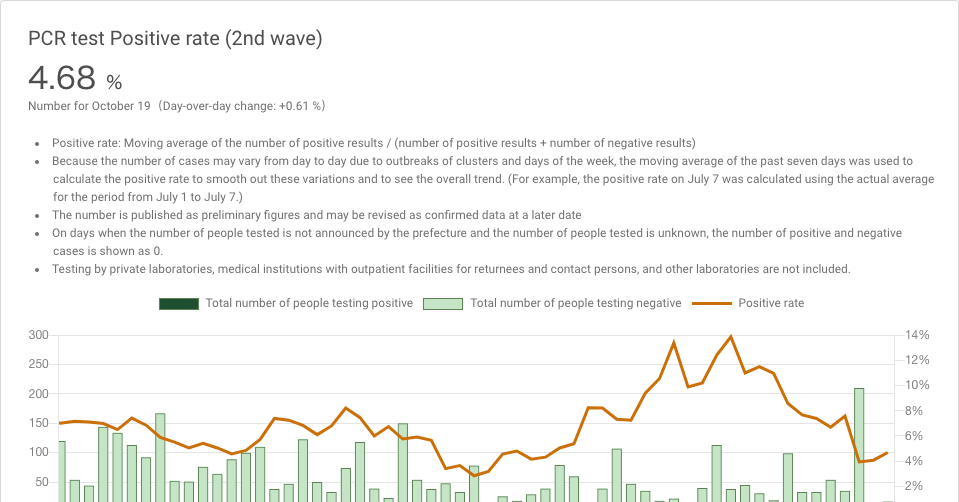 PCR test Positive rate (2nd wave)
4.68 %
Number for October 19（Day-over-day change: +0.61 %）
• Positive rate: Moving average of the number of positive results / (number of positive results + number of negative results)
• Because the number of cases may vary from day to day due to outbreaks of clusters and days of the week, the moving average of the past seven days was used to
calculate the positive rate to smooth out these variations and to see the overall trend. (For example, the positive rate on July 7 was calculated using the actual average
for the period from July 1 to July 7.)
• The number is published as preliminary figures and may be revised as confirmed data at a later date
• On days when the number of people tested is not announced by the prefecture and the number of people tested is unknown, the number of positive and negative
cases is shown as 0.
• Testing by private laboratories, medical institutions with outpatient facilities for returnees and contact persons, and other laboratories are not included.
Total number of people testing positive Total number of people testing negative Positive rate
300 14%
12%
250
10%
200
8%
150
6%
100
4%
50
2%